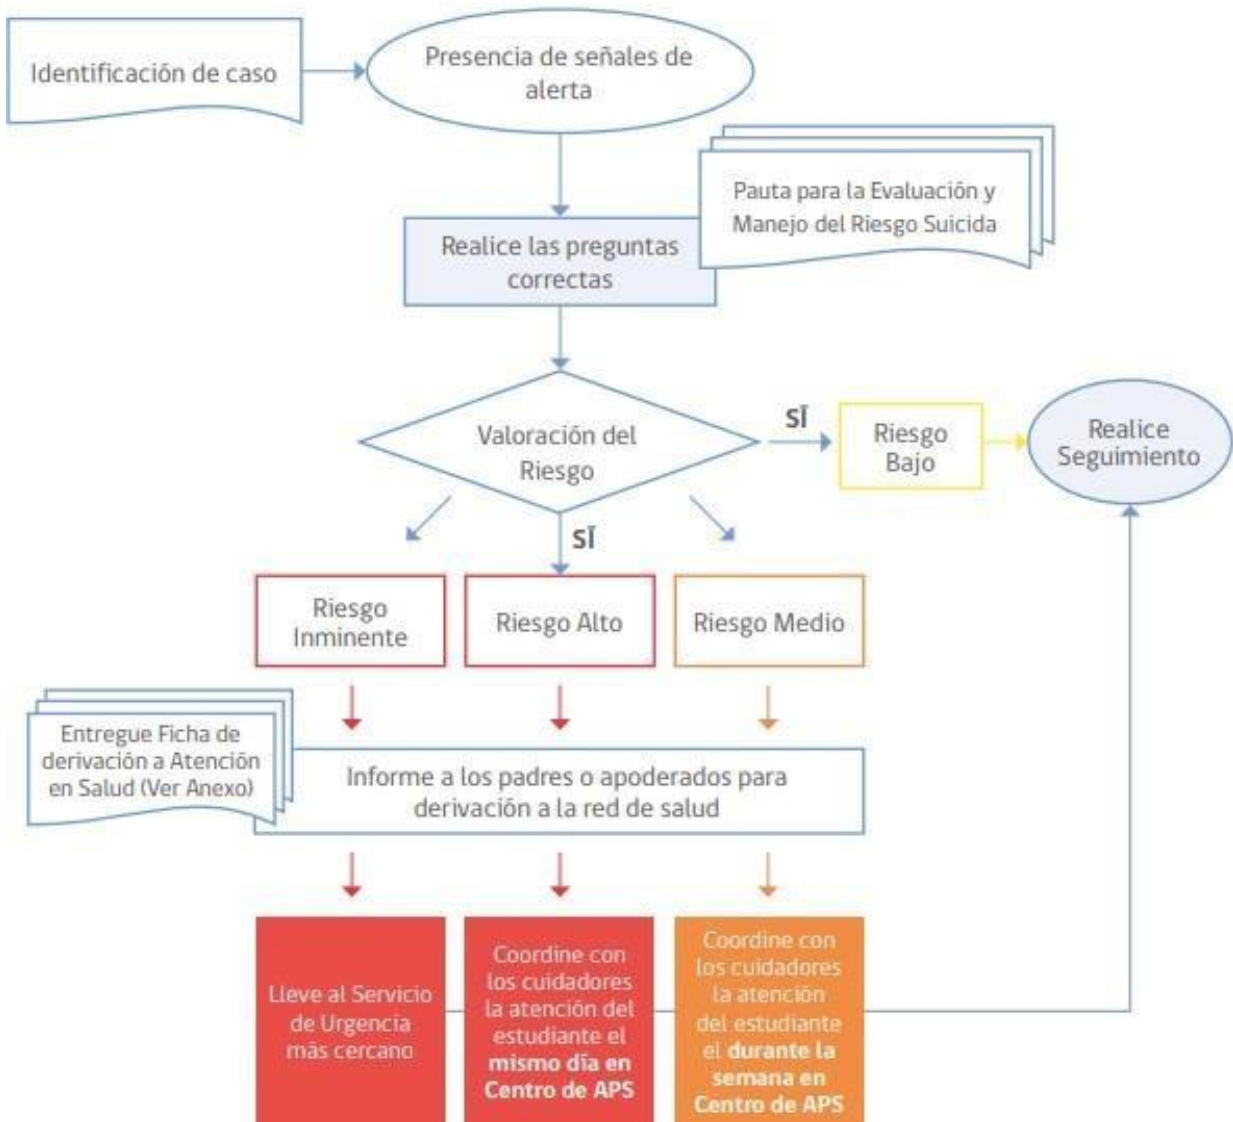 Identificación de caso
Presencia de señales de
alerta
Pauta para la Evaluación y
Manejo del Riesgo Suicida
Realice las preguntas
correctas
Valoración del
Riesgo
SÍ
Riesgo
Bajo
Realice
Seguimiento
SÍ
Riesgo
Inminente
Riesgo Alto
Riesgo Medio
Entregue Ficha de
derivación a Atención
en Salud (Ver Anexo)
Informe a los padres o apoderados para
derivación a la red de salud
Lleve al Servicio
de Urgencia
más cercano
Coordine con
los cuidadores
la atención del
estudiante el
mismo día en
Centro de APS
Coordine con
los cuidadores
la atención
del estudiante
el durante la
semana en
Centro de APS